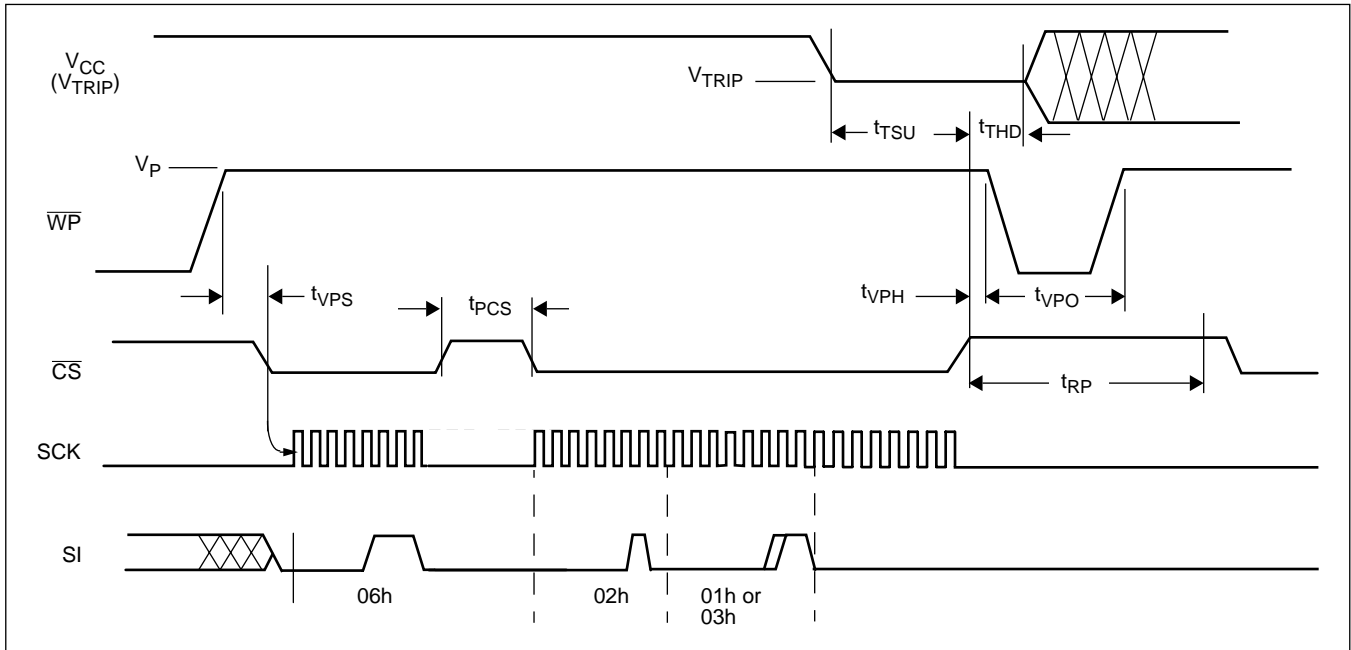 VCC
(VTRIP)
VTRIP
tTSU
tTHD
VP
WP
tVPS
tPCS
tVPH
tVPO
CS
tRP
SCK
SI
06h
02h
01h or
03h